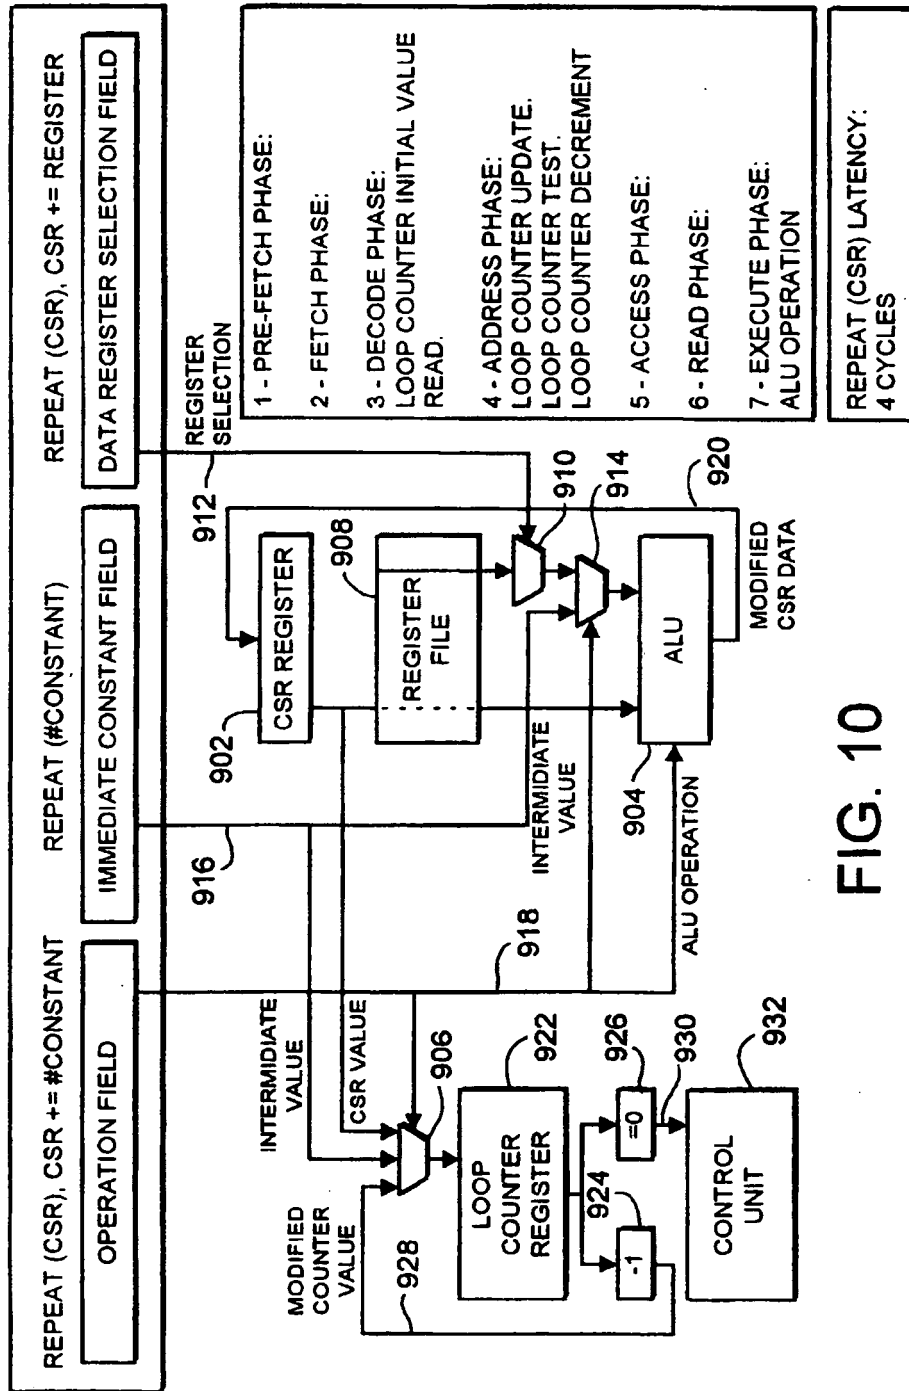 REPEAT (CSR), CSR += #CONSTANT
REPEAT (#CONSTANT)
REPEAT (CSR), CSR += REGISTER
OPERATION FIELD
IMMEDIATE CONSTANT FIELD
DATA REGISTER SELECTION FIELD
916
912
REGISTER
SELECTION
INTERMIDIATE
VALUE
CSR VALUE
902
CSR REGISTER
908
REGISTER
FILE
MODIFIED
COUNTER
VALUE
928
906
918
INTERMIDIATE
VALUE
910
914
LOOP
COUNTER
REGISTER
922
904
ALU
920
ALU OPERATION
MODIFIED
CSR DATA
924
-1
=0
926
930
CONTROL
UNIT
932
1 - PRE-FETCH PHASE:
2 - FETCH PHASE:
3 - DECODE PHASE:
LOOP COUNTER INITIAL VALUE
READ.
4 - ADDRESS PHASE:
LOOP COUNTER UPDATE.
LOOP COUNTER TEST.
LOOP COUNTER DECREMENT
5 - ACCESS PHASE:
6 - READ PHASE:
7 - EXECUTE PHASE:
ALU OPERATION
REPEAT (CSR) LATENCY:
4 CYCLES
FIG. 10